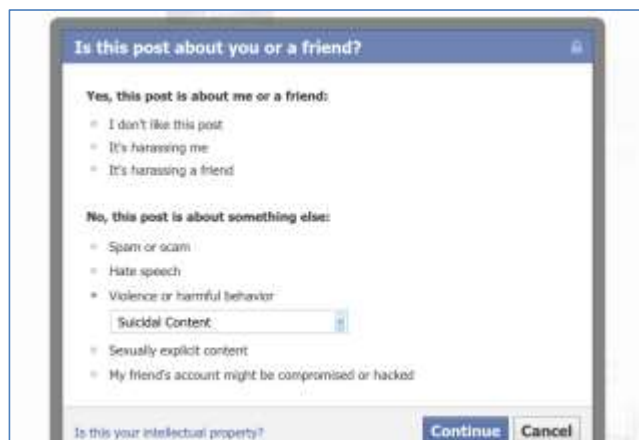 Is this post about you or a friend?
Yes, this post is about me or a friend:
I don't like this post
It's harassing me
It's harassing a friend
No, this post is about something else:
Spam or scam
Hate speech
Violence or harmful behavior
Suicidal Content
Sexually explicit content
My friend's account might be compromised or hacked
Is this your intellectual property?
Continue Cancel